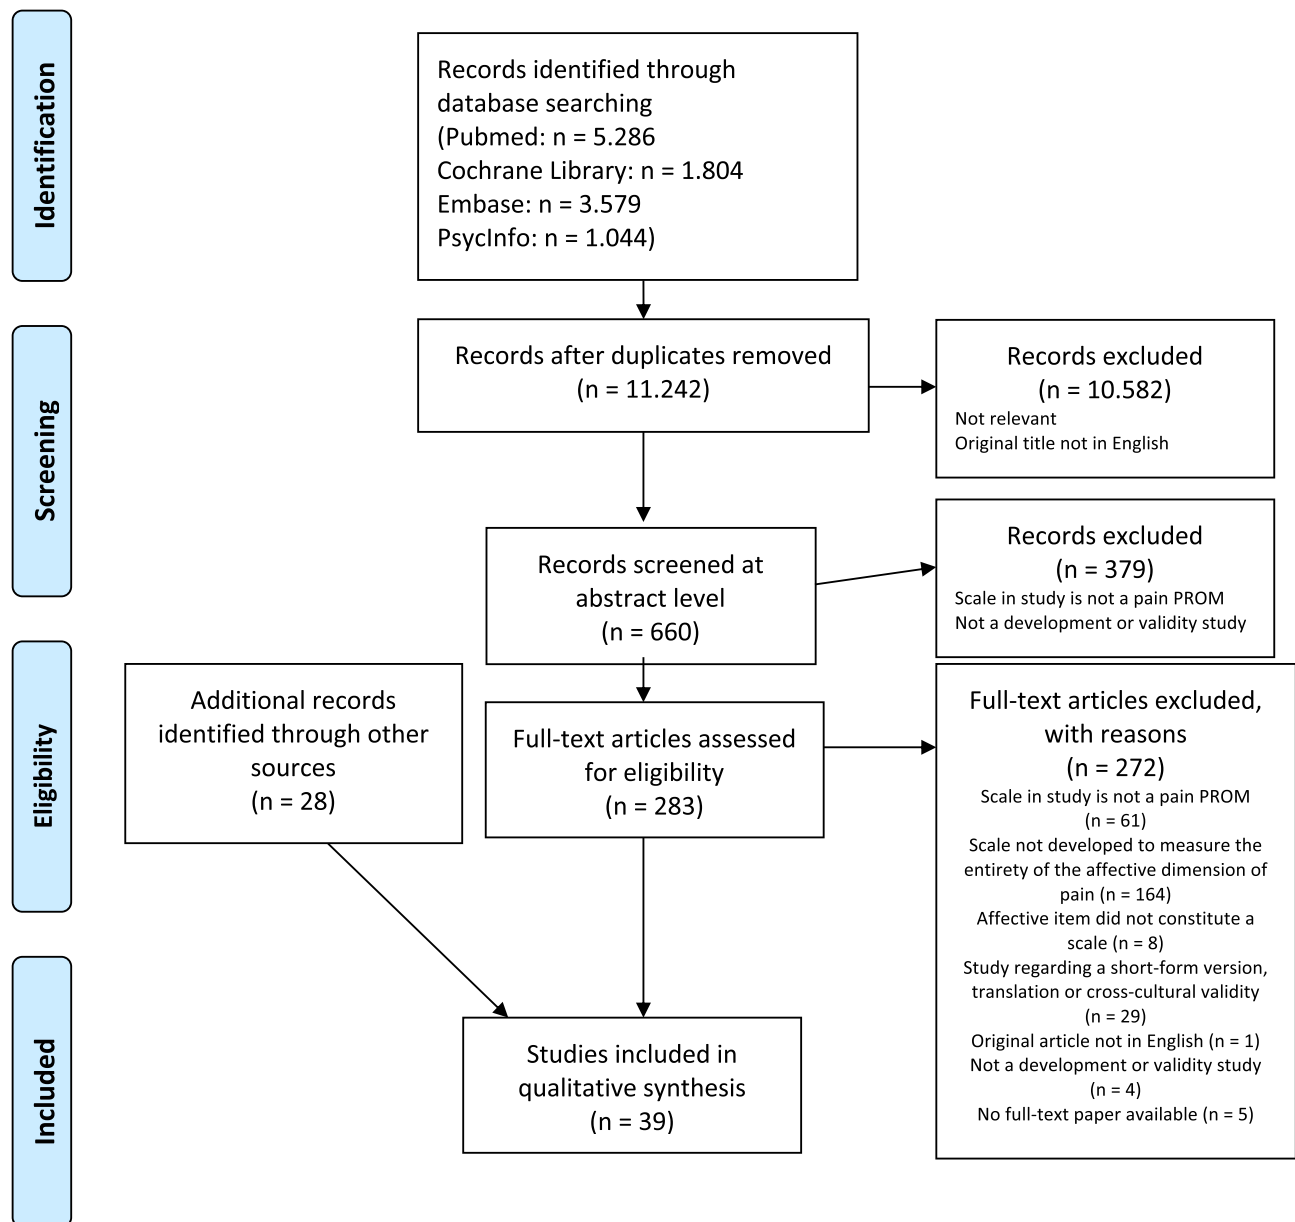 Identification
Records identified through
database searching
(Pubmed: n = 5.286
Cochrane Library: n = 1.804
Embase: n = 3.579
PsycInfo: n = 1.044)
Screening
Records after duplicates removed
(n = 11.242)
Records excluded
(n = 10.582)
Not relevant
Original title not in English
Records screened at
abstract level
(n = 660)
Records excluded
(n = 379)
Scale in study is not a pain PROM
Not a development or validity study
Eligibility
Additional records
identified through other
sources
(n = 28)
Full-text articles assessed
for eligibility
(n = 283)
Full-text articles excluded,
with reasons
(n = 272)
Scale in study is not a pain PROM
(n = 61)
Scale not developed to measure the
entirety of the affective dimension of
pain (n = 164)
Affective item did not constitute a
scale (n = 8)
Study regarding a short-form version,
translation or cross-cultural validity
(n = 29)
Original article not in English (n = 1)
Not a development or validity study
(n = 4)
No full-text paper available (n = 5)
Included
Studies included in
qualitative synthesis
(n = 39)